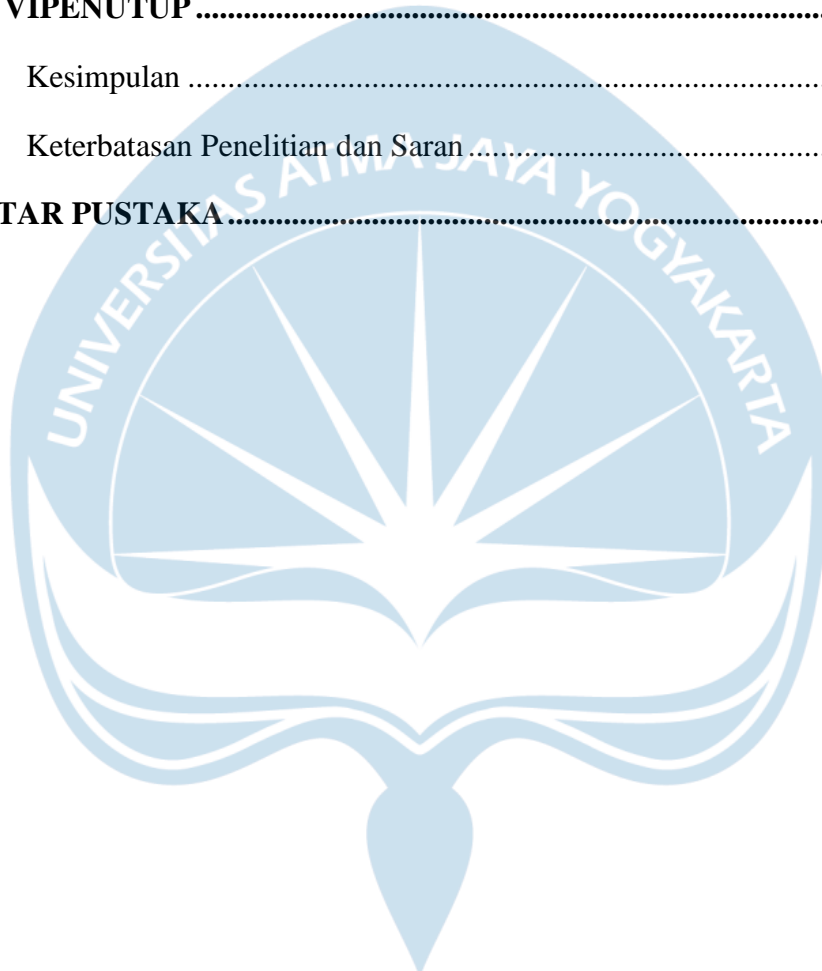 VIPENUTUP ........................................................................................
Kesimpulan ........................................................................................
Keterbatasan Penelitian dan Saran ........................................................
TAR PUSTAKA ....................................................................................
UNIVERSITAS ATMA JAYA YOGYAKARTA